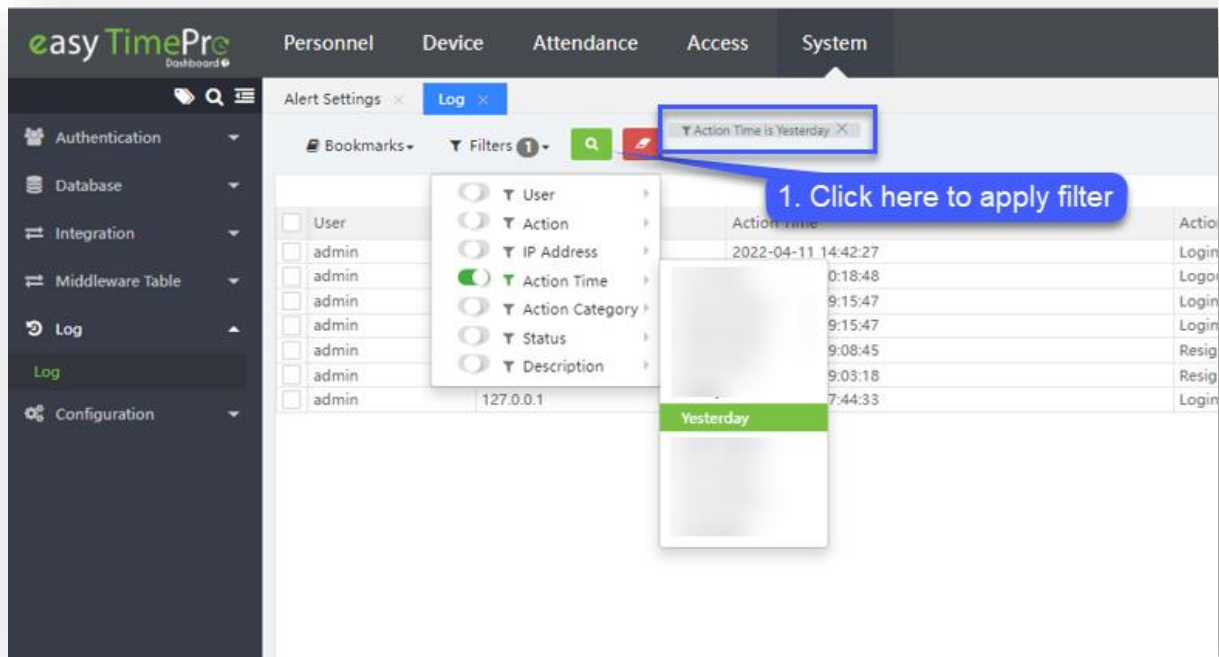 easy TimePro
Dashboard
Personnel Device Attendance Access System
Alert Settings × Log ×
Bookmarks Filters 1
Action Time is Yesterday ×
1. Click here to apply filter
Authentication
Database
Integration
Middleware Table
Log
Log
Configuration
User
Action
IP Address
Action Time
Action Category
Status
Description
Yesterday
User Action Time Actio
admin 2022-04-11 14:42:27 Login
admin 0:18:48 Logou
admin 9:15:47 Login
admin 9:15:47 Login
admin 9:08:45 Resig
admin 9:03:18 Resig
admin 127.0.0.1 7:44:33 Login